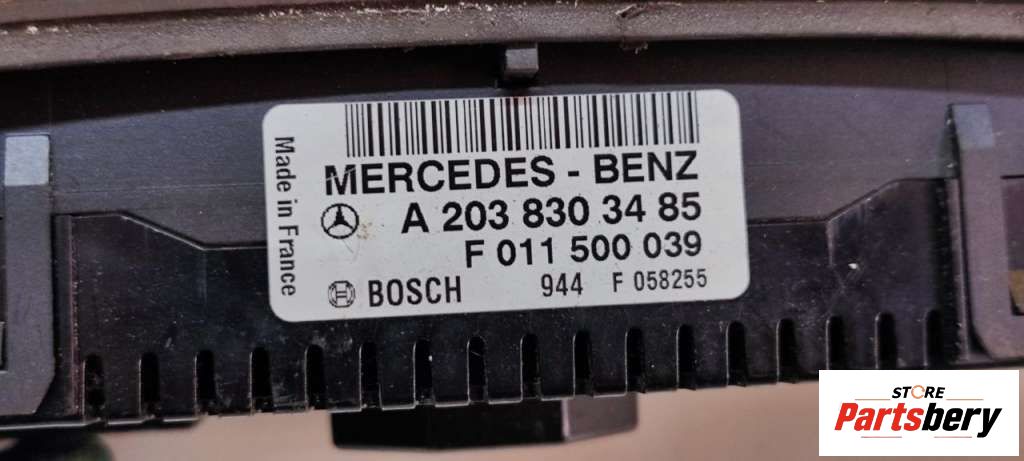 Made in France
MERCEDES - BENZ
A 203 830 34 85
F 011 500 039
BOSCH 944 F 058255
STORE
Partsbery